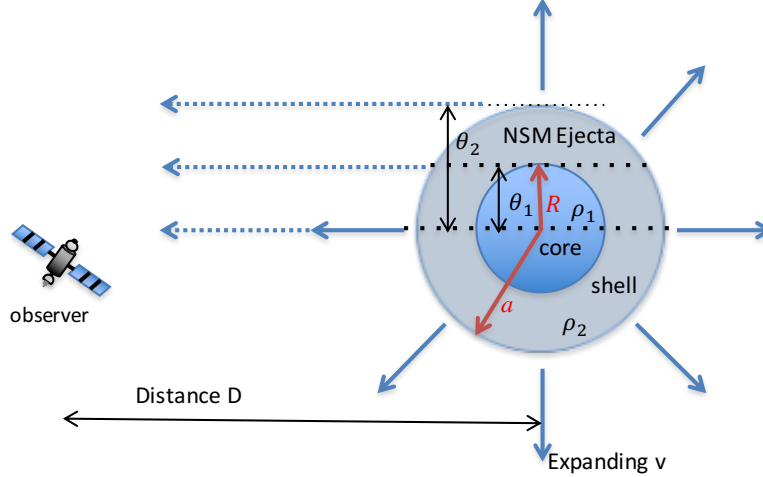 NSM Ejecta
θ₂
θ₁
R
ρ₁
core
shell
a
ρ₂
observer
Distance D
Expanding v